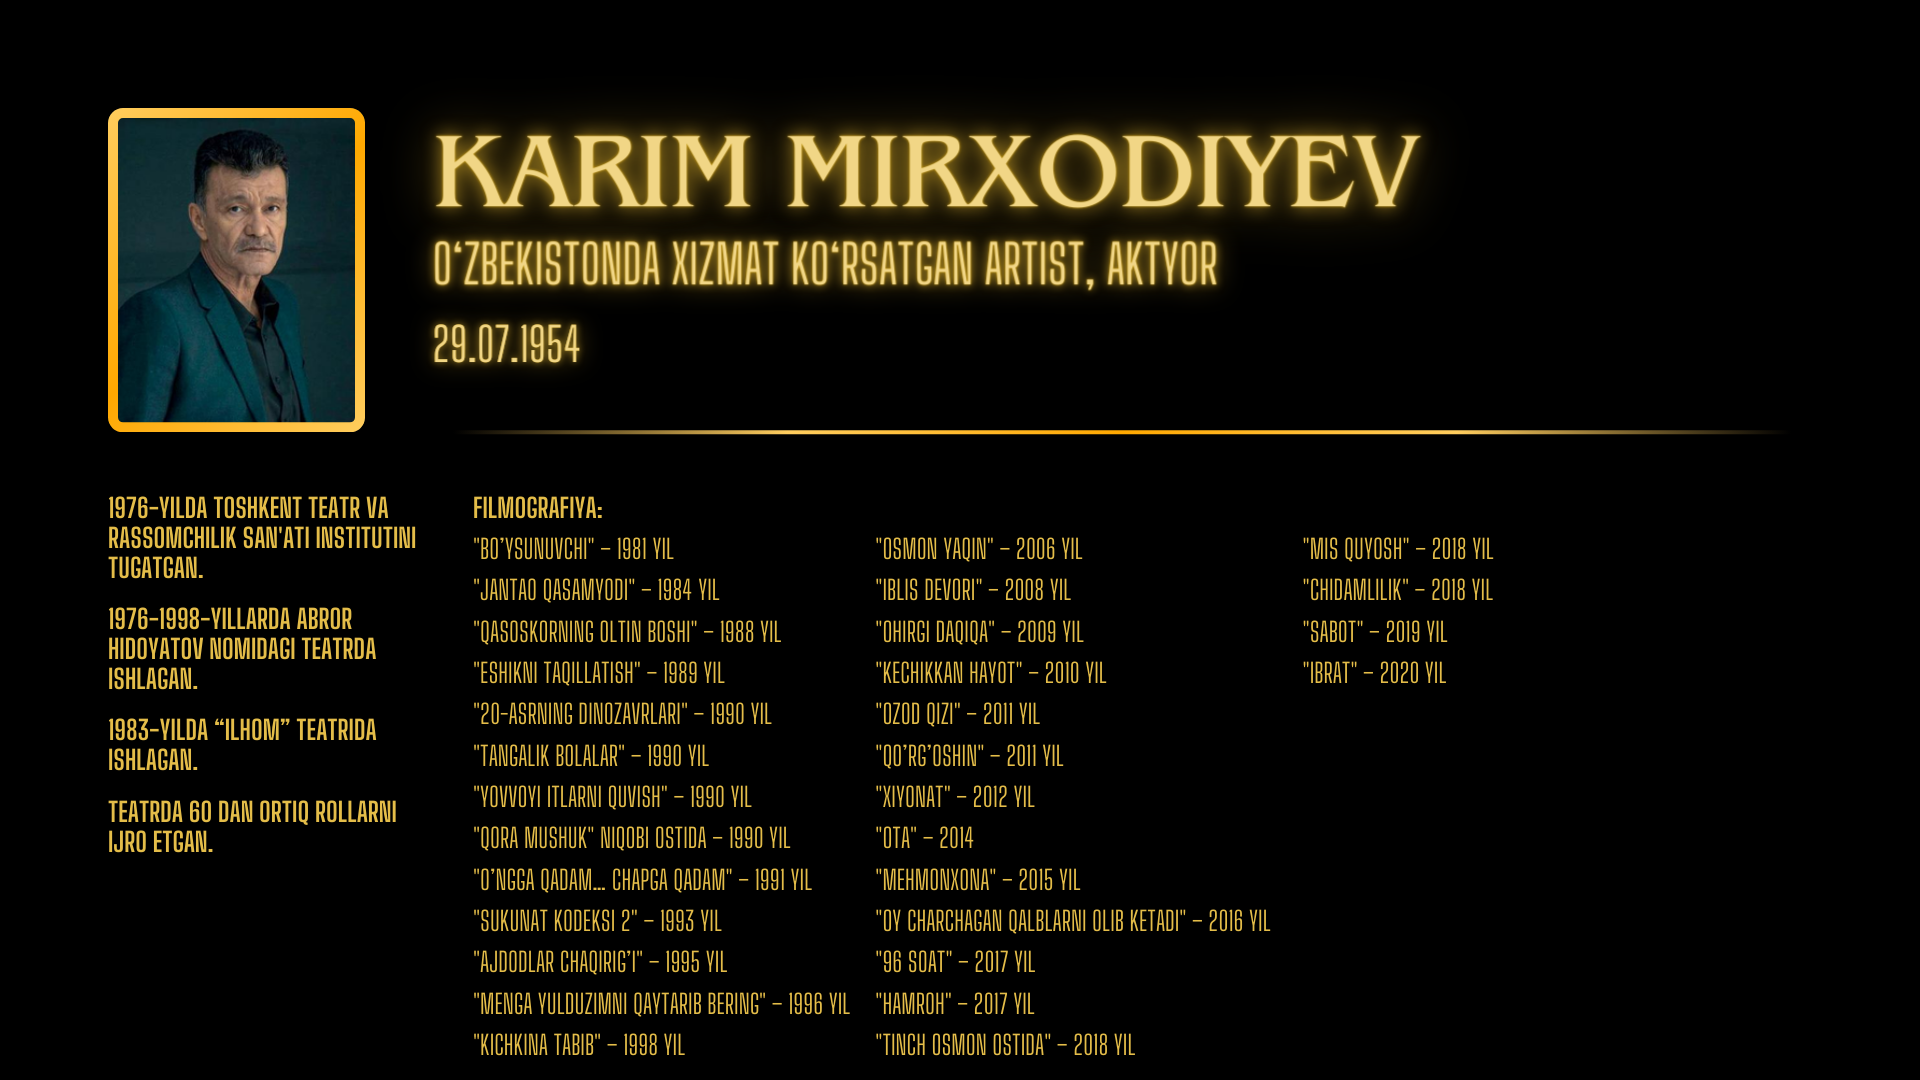 KARIM MIRXODIYEV
O‘ZBEKISTONDA XIZMAT KO‘RSATGAN ARTIST, AKTYOR
29.07.1954
1976-YILDA TOSHKENT TEATR VA
RASSOMCHILIK SAN'ATI INSTITUTINI
TUGATGAN.
1976-1998-YILLARDA ABROR
HIDOYATOV NOMIDAGI TEATRDA
ISHLAGAN.
1983-YILDA “ILHOM” TEATRIDA
ISHLAGAN.
TEATRDA 60 DAN ORTIQ ROLLARNI
IJRO ETGAN.
FILMOGRAFIYA:
"BO’YSUNUVCHI" – 1981 YIL
"JANTAO QASAMYODI" – 1984 YIL
"QASOSKORNING OLTIN BOSHI" – 1988 YIL
"ESHIKNI TAQILLATISH" – 1989 YIL
"20-ASRNING DINOZAVRLARI" – 1990 YIL
"TANGALIK BOLALAR" – 1990 YIL
"YOVVOYI ITLARNI QUVISH" – 1990 YIL
"QORA MUSHUK" NIQOBI OSTIDA – 1990 YIL
"O’NGGA QADAM... CHAPGA QADAM" – 1991 YIL
"SUKUNAT KODEKSI 2" – 1993 YIL
"AJDODLAR CHAQIRIG’I" – 1995 YIL
"MENGA YULDUZIMNI QAYTARIB BERING" – 1996 YIL
"KICHKINA TABIB" – 1998 YIL
"OSMON YAQIN" – 2006 YIL
"IBLIS DEVORI" – 2008 YIL
"OHIRGI DAQIQA" – 2009 YIL
"KECHIKKAN HAYOT" – 2010 YIL
"OZOD QIZI" – 2011 YIL
"QO’RG’OSHIN" – 2011 YIL
"XIYONAT" – 2012 YIL
"OTA" – 2014
"MEHMONXONA" – 2015 YIL
"OY CHARCHAGAN QALBLARNI OLIB KETADI" – 2016 YIL
"96 SOAT" – 2017 YIL
"HAMROH" – 2017 YIL
"TINCH OSMON OSTIDA" – 2018 YIL
"MIS QUYOSH" – 2018 YIL
"CHIDAMLILIK" – 2018 YIL
"SABOT" – 2019 YIL
"IBRAT" – 2020 YIL